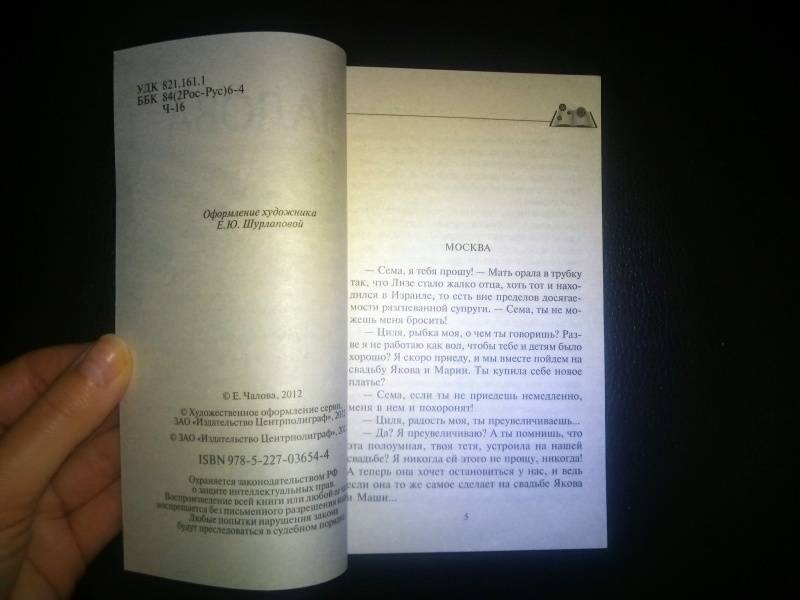 УДК 821.161.1
ББК 84(2Рос-Рус)6-4
Ч-16
Оформление художника
Е.Ю. Шурлаповой
© Е. Чалова, 2012
© Художественное оформление серии,
ЗАО «Издательство Центрполиграф», 2012
© ЗАО «Издательство Центрполиграф», 2012
ISBN 978-5-227-03654-4
Охраняется законодательством РФ
о защите интеллектуальных прав.
Воспроизведение всей книги или любой ее части
воспрещается без письменного разрешения
Любые попытки нарушения закона
будут преследоваться в судебном порядке.
МОСКВА
— Сема, я тебя прошу! — Мать орала в трубку
так, что Лизе стало жалко отца, хоть тот и нахо-
дился в Израиле, то есть вне пределов досягае-
мости разгневанной супруги. — Сема, ты не мо-
жешь меня бросить!
— Циля, рыбка моя, о чем ты говоришь? Раз-
ве я не работаю как вол, чтобы тебе и детям было
хорошо? Я скоро приеду, и мы вместе пойдем на
свадьбу Якова и Марии. Ты купила себе новое
платье?
— Сема, если ты не приедешь немедленно,
меня в нем и похоронят!
— Циля, радость моя, ты преувеличиваешь...
— Да? Я преувеличиваю? А ты помнишь, что
эта полоумная, твоя тетя, устроила на нашей
свадьбе? Я никогда ей этого не прощу, никогда!
А теперь она хочет остановиться у нас, и ведь
если она то же самое сделает на свадьбе Якова
и Маши...
5